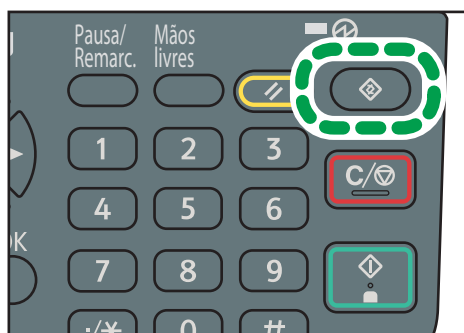 Pausa/ Mãos
Remarc. livres
1 2 3
C/
4 5 6
OK
7 8 9
./* 0 #